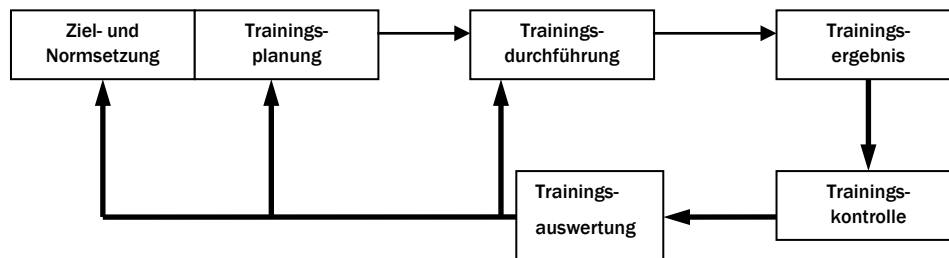 Ziel- und
Normsetzung
Trainings-
planung
Trainings-
durchführung
Trainings-
ergebnis
Trainings-
kontrolle
Trainings-
auswertung